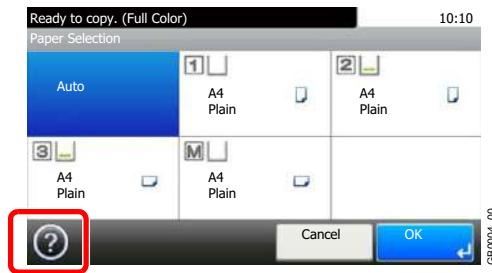 Ready to copy. (Full Color) 10:10
Paper Selection
Auto
1
A4
Plain
2
A4
Plain
3
A4
Plain
M
A4
Plain
?
Cancel
OK
GB0004_00